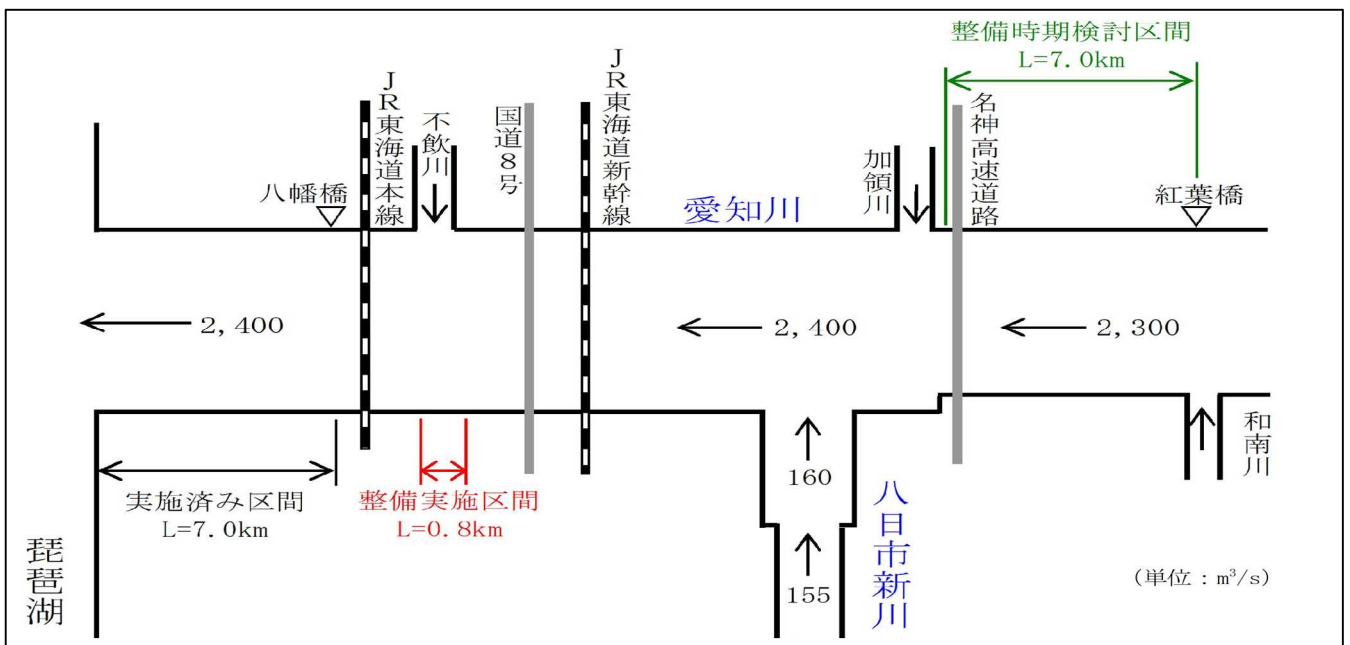 整備時期検討区間
L=7.0km
JR東海道本線
不飲川
国道8号
JR東海道新幹線
加領川
名神高速道路
八幡橋
愛知川
紅葉橋
2,400
2,400
2,300
160
155
和南川
実施済み区間
L=7.0km
整備実施区間
L=0.8km
八日市新川
琵琶湖
(単位：m³/s)